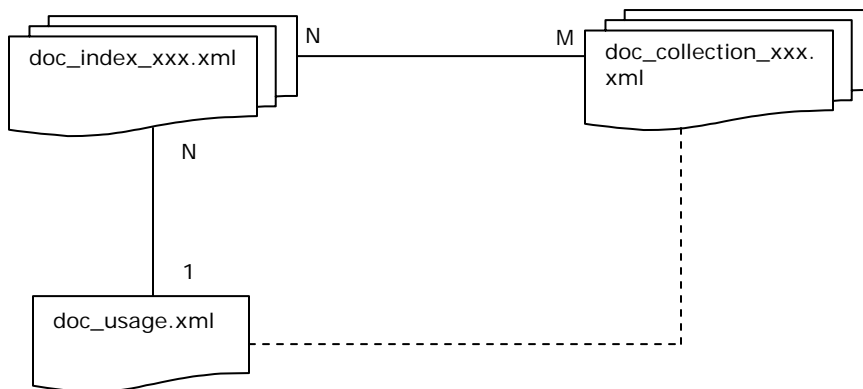 doc_index_xxx.xml
N
M
doc_collection_xxx.
xml
N
1
doc_usage.xml